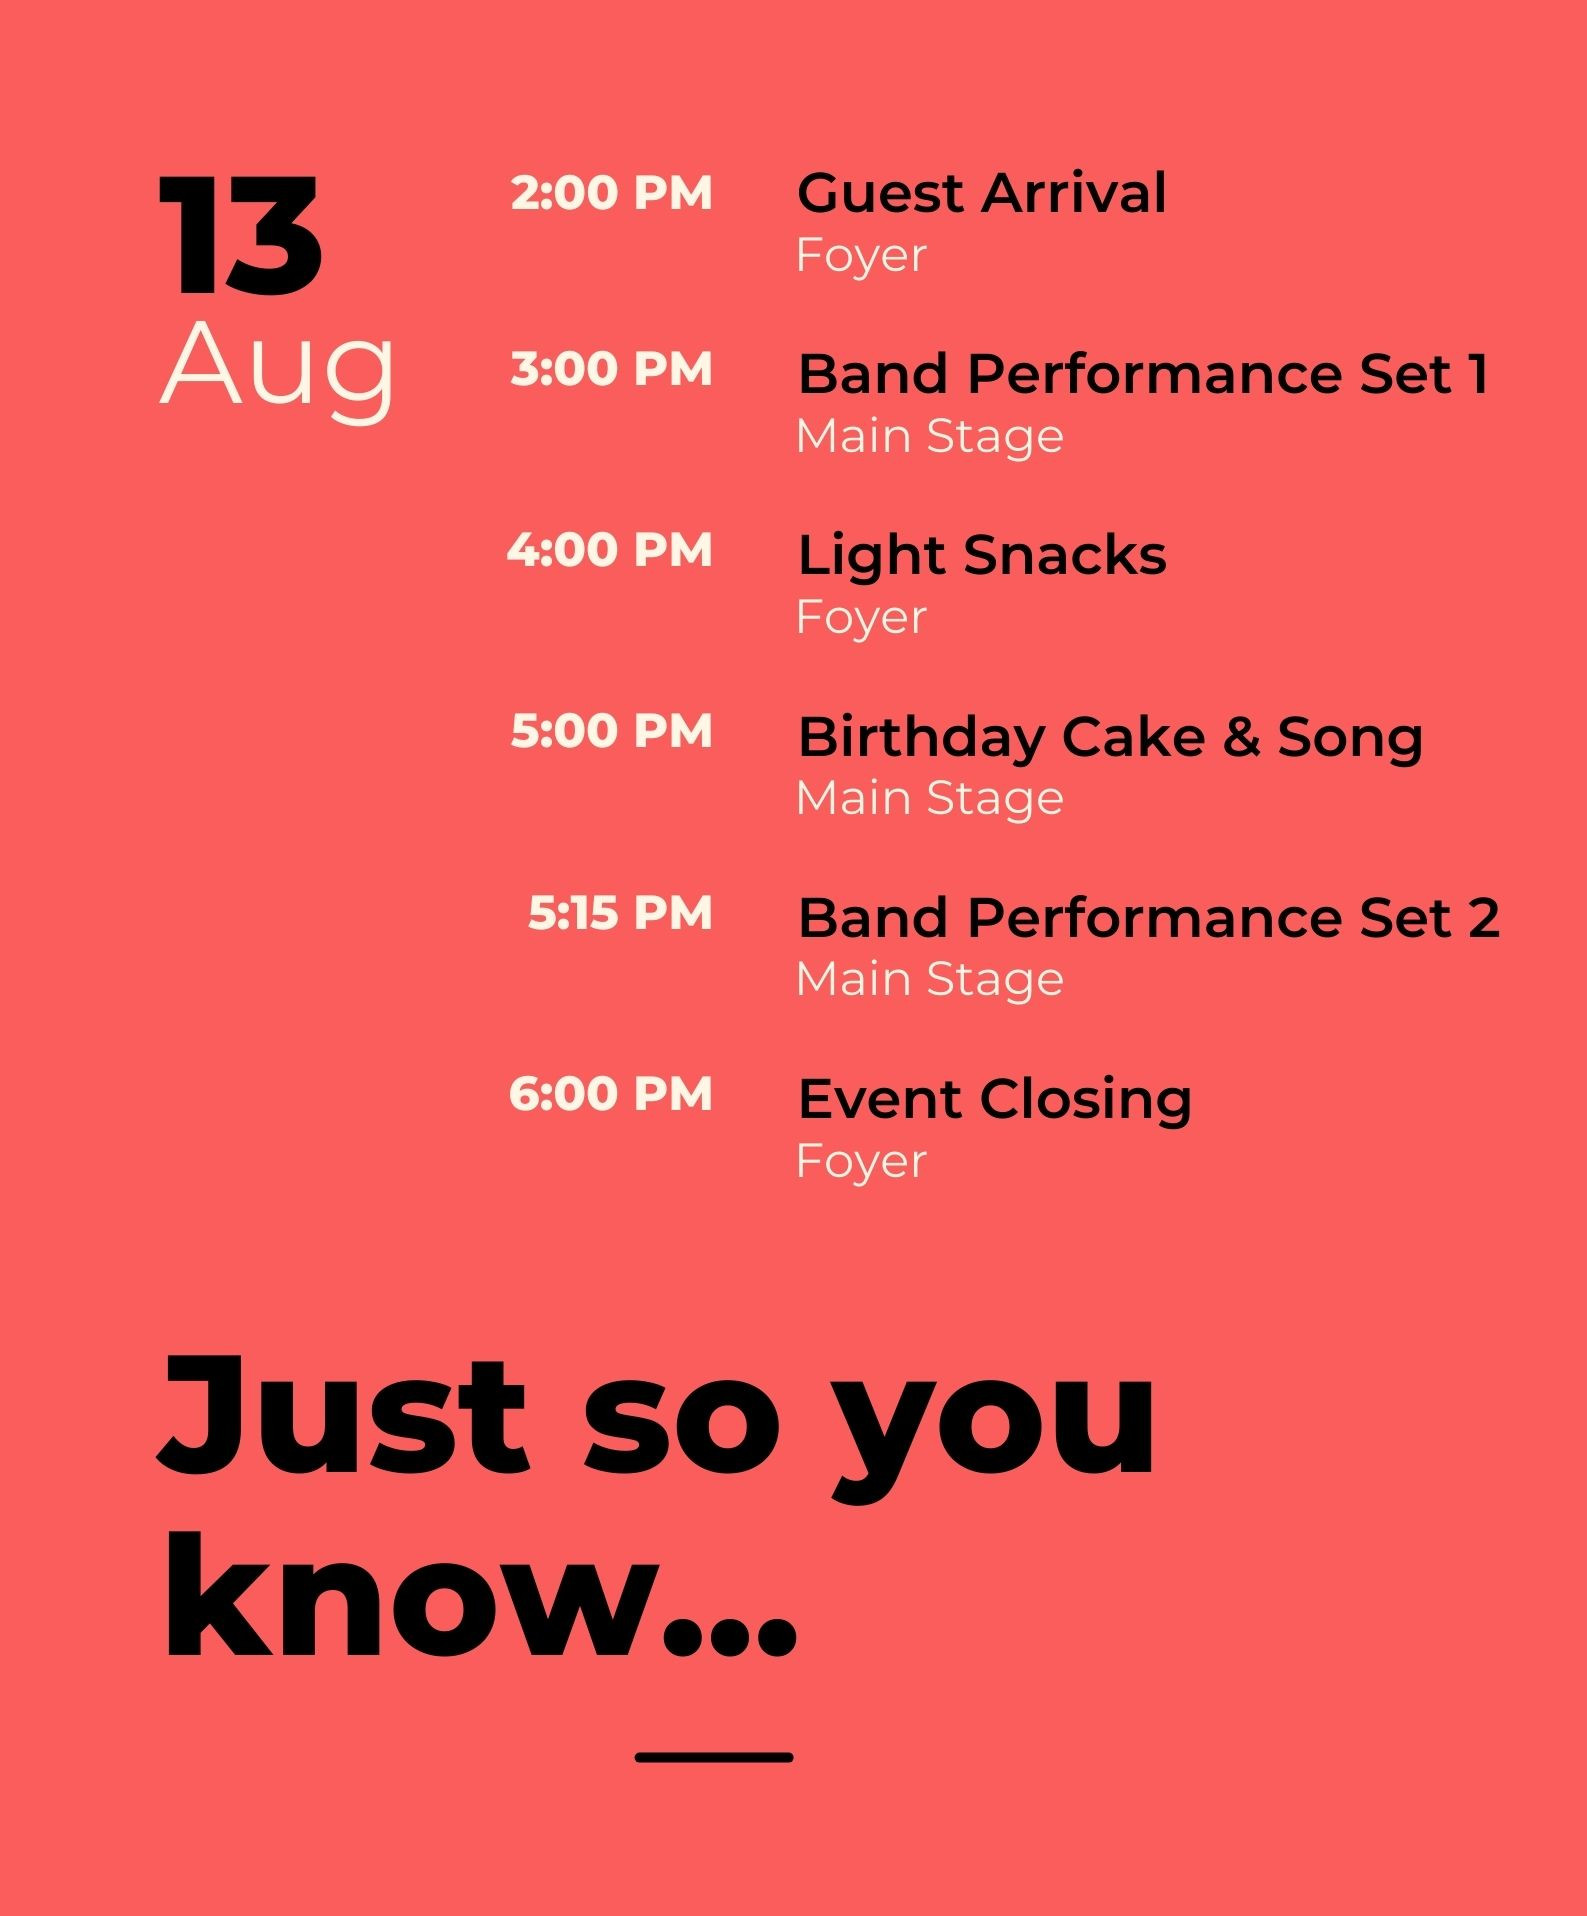 13
Aug
2:00 PM
Guest Arrival
Foyer
3:00 PM
Band Performance Set 1
Main Stage
4:00 PM
Light Snacks
Foyer
5:00 PM
Birthday Cake & Song
Main Stage
5:15 PM
Band Performance Set 2
Main Stage
6:00 PM
Event Closing
Foyer
Just so you
know...